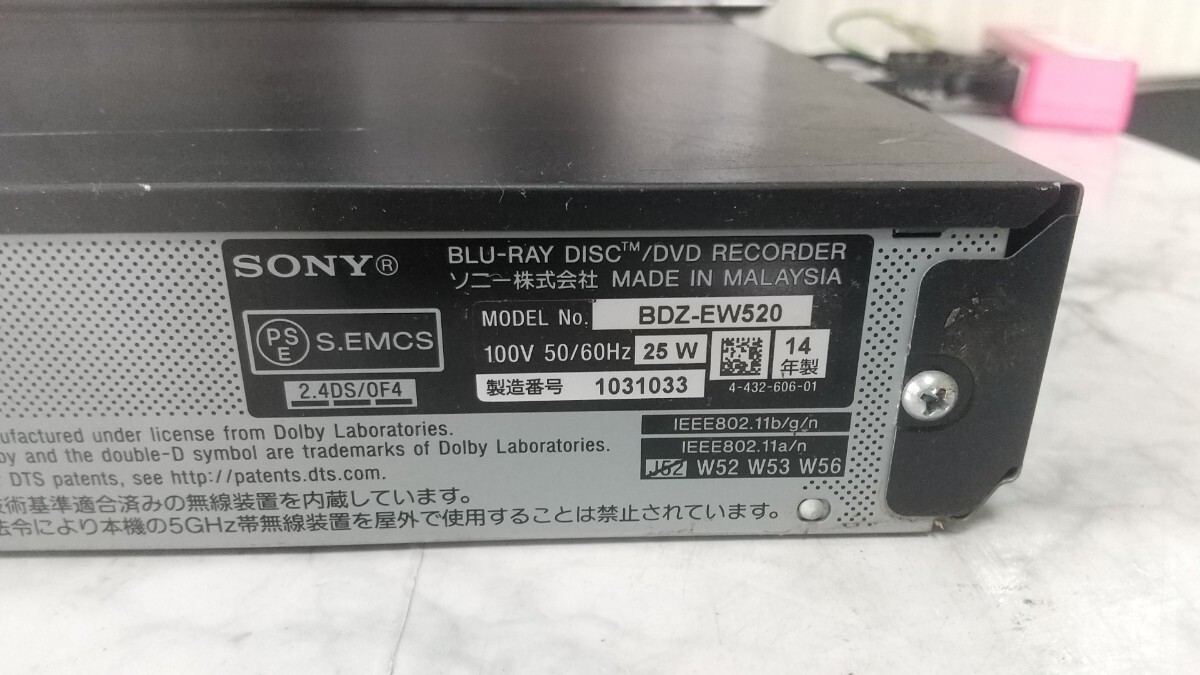 SONY®
BLU-RAY DISC™/DVD RECORDER
ソニー株式会社 MADE IN MALAYSIA
PS
E
S.EMCS
2.4DS/OF4
MODEL No. BDZ-EW520
100V 50/60Hz 25 W
14
年製
製造番号 1031033
4-432-606-01
IEEE802.11b/g/n
IEEE802.11a/n
J52 W52 W53 W56
under license from Dolby Laboratories.
and the double-D symbol are trademarks of Dolby Laboratories.
DTS patents, see http://patents.dts.com.
基準適合済みの無線装置を内蔵しています。
令により本機の5GHz帯無線装置を屋外で使用することは禁止されています。